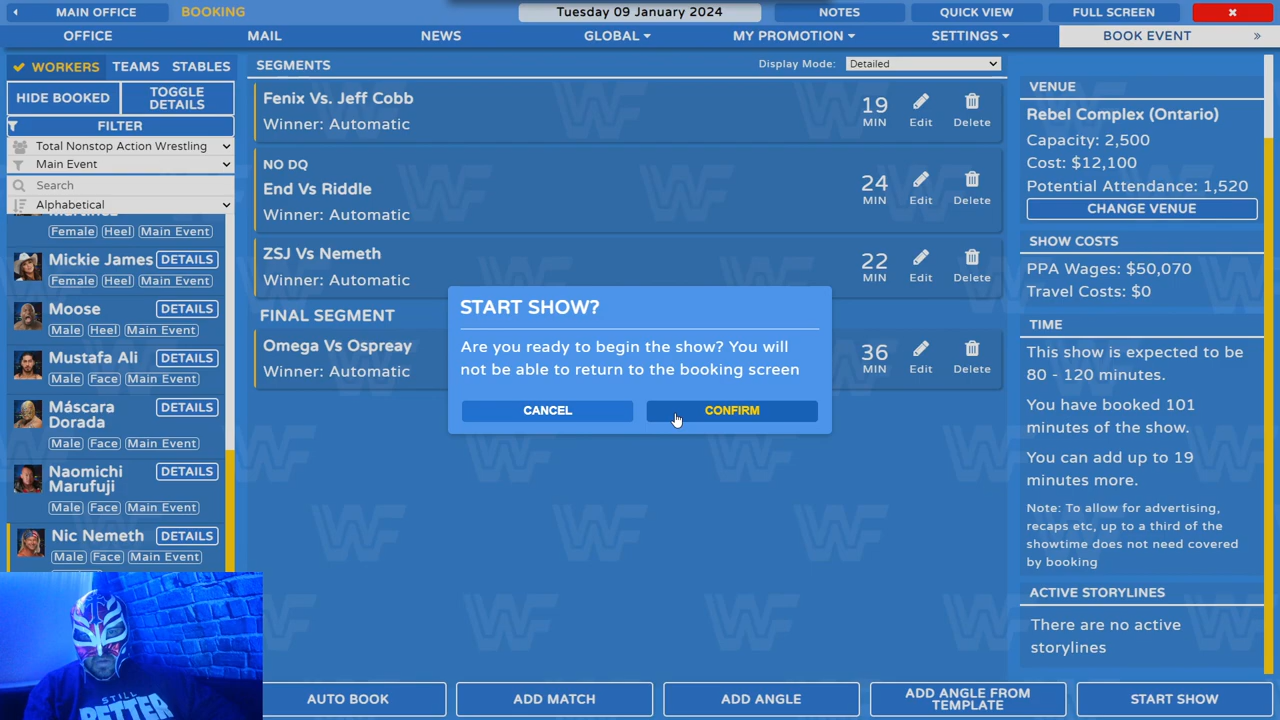 MAIN OFFICE
BOOKING
Tuesday 09 January 2024
NOTES
QUICK VIEW
FULL SCREEN
OFFICE
MAIL
NEWS
GLOBAL
MY PROMOTION
SETTINGS
BOOK EVENT
WORKERS
TEAMS
STABLES
HIDE BOOKED
TOGGLE
DETAILS
FILTER
Total Nonstop Action Wrestling
Main Event
Search
Alphabetical
Female Heel Main Event
Mickie James DETAILS
Female Heel Main Event
Moose DETAILS
Male Heel Main Event
Mustafa Ali DETAILS
Male Face Main Event
Máscara
Dorada
DETAILS
Male Face Main Event
Naomichi
Marufuji
DETAILS
Male Face Main Event
Nic Nemeth DETAILS
Male Face Main Event
STILL
BETTER
SEGMENTS
Display Mode: Detailed
Fenix Vs. Jeff Cobb
Winner: Automatic
19
MIN
Edit
Delete
NO DQ
End Vs Riddle
Winner: Automatic
24
MIN
Edit
Delete
ZSJ Vs Nemeth
Winner: Automatic
22
MIN
Edit
Delete
FINAL SEGMENT
Omega Vs Ospreay
Winner: Automatic
36
MIN
Edit
Delete
START SHOW?
Are you ready to begin the show? You will
not be able to return to the booking screen
CANCEL
CONFIRM
VENUE
Rebel Complex (Ontario)
Capacity: 2,500
Cost: $12,100
Potential Attendance: 1,520
CHANGE VENUE
SHOW COSTS
PPA Wages: $50,070
Travel Costs: $0
TIME
This show is expected to be
80 - 120 minutes.
You have booked 101
minutes of the show.
You can add up to 19
minutes more.
Note: To allow for advertising,
recaps etc, up to a third of the
showtime does not need covered
by booking
ACTIVE STORYLINES
There are no active
storylines
AUTO BOOK
ADD MATCH
ADD ANGLE
ADD ANGLE FROM
TEMPLATE
START SHOW